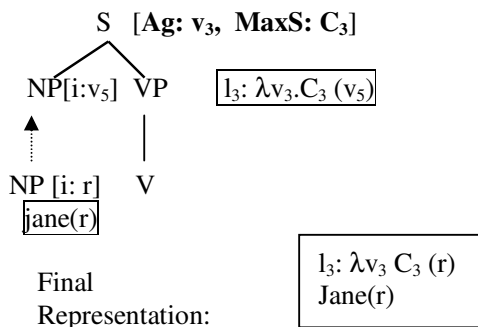 S [Ag: v₃, MaxS: C₃]
NP[i:v₅] VP l₃: λv₃.C₃ (v₅)
NP [i: r] V
jane(r)
Final
Representation:
l₃: λv₃ C₃ (r)
Jane(r)